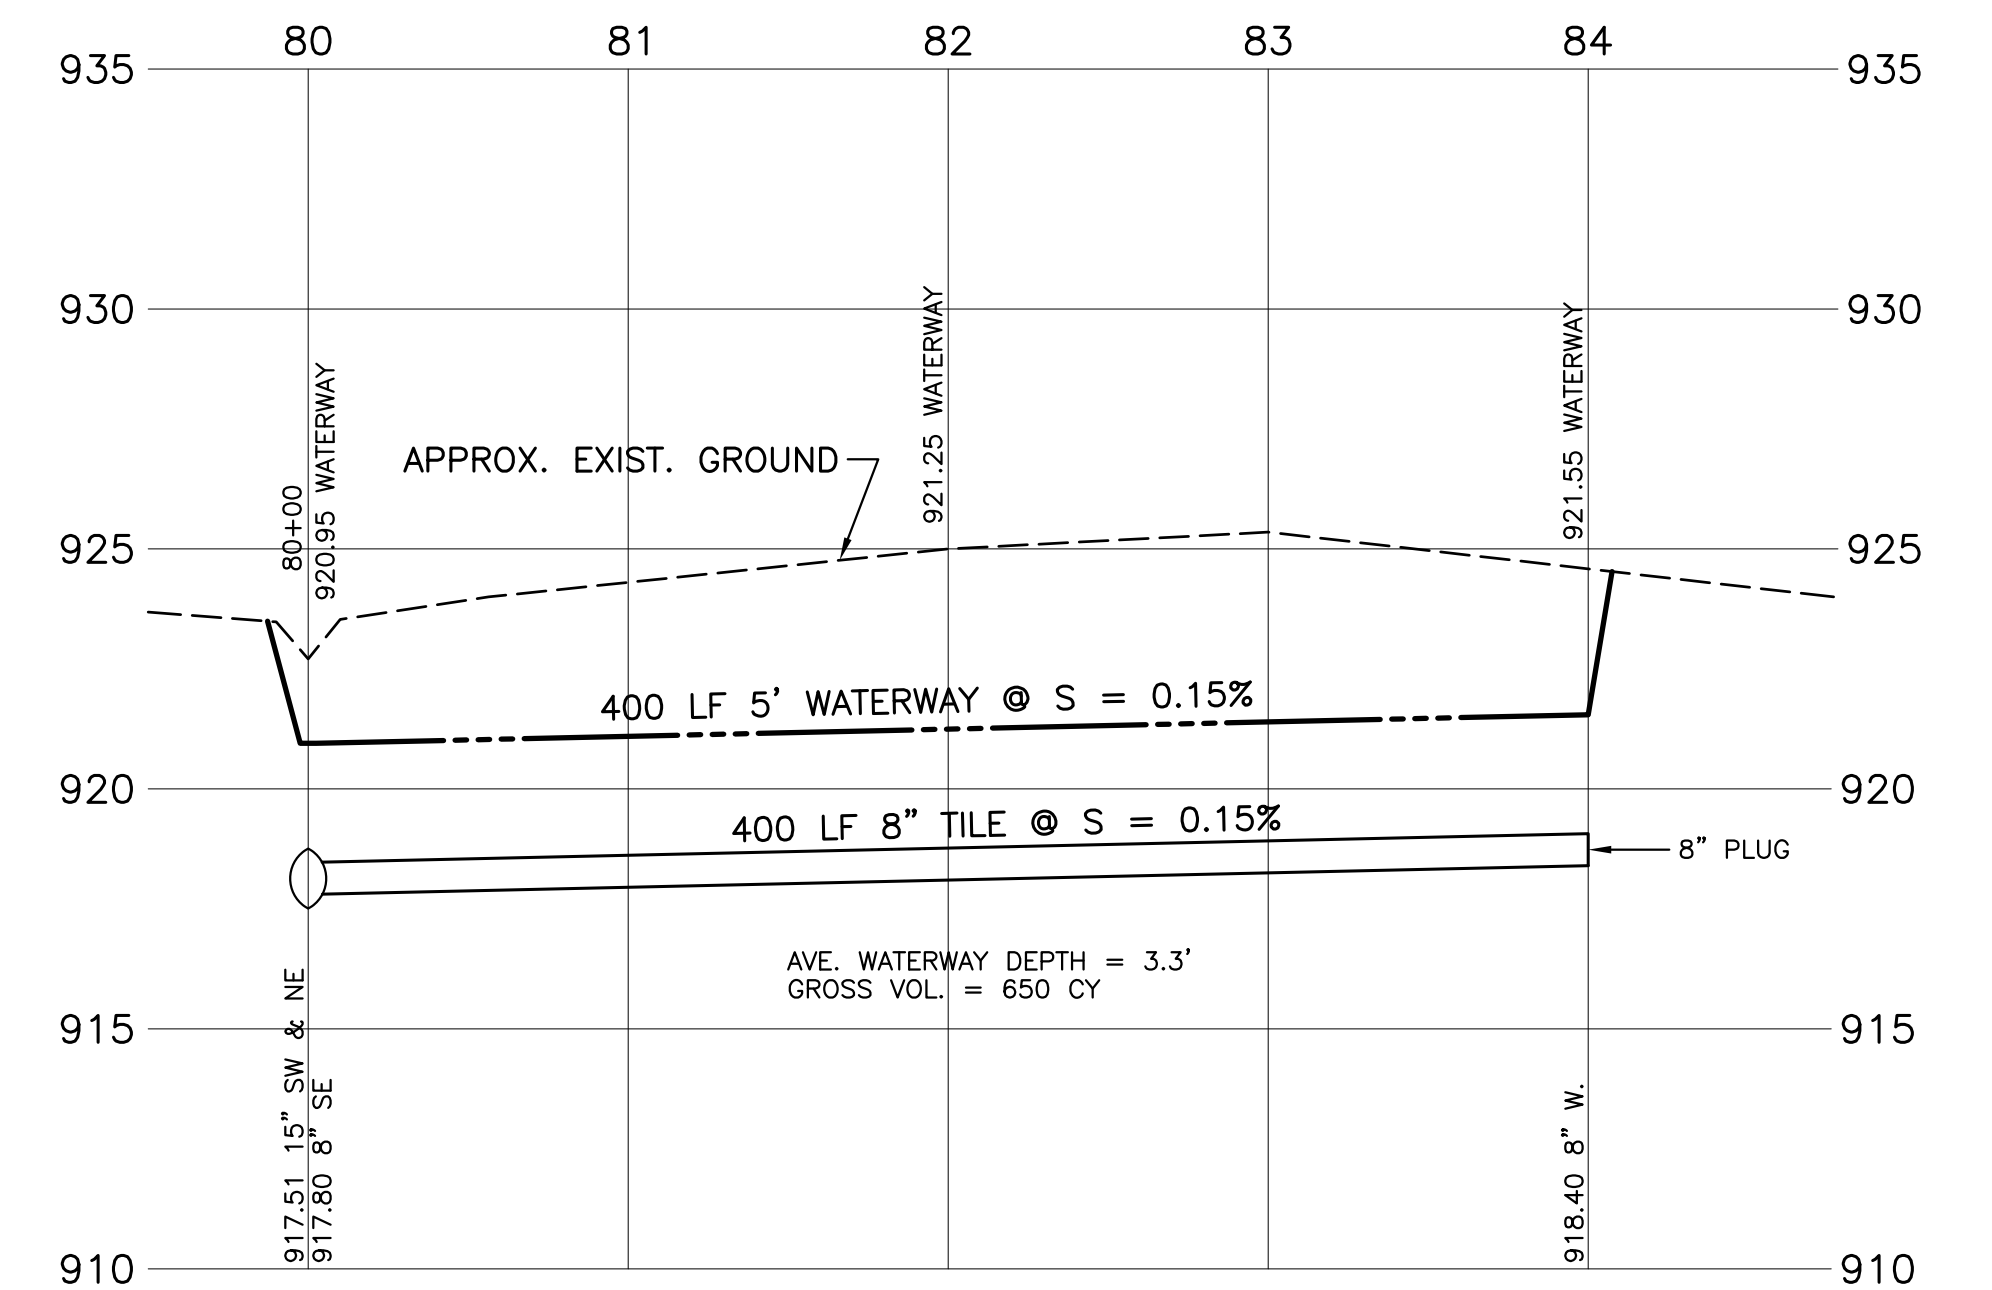 80 81 82 83 84
935 935
930 930
925 925
920 920
915 915
910 910
80+00
920.95 WATERWAY
921.25 WATERWAY
921.55 WATERWAY
APPROX. EXIST. GROUND
400 LF 5' WATERWAY @ S = 0.15%
400 LF 8" TILE @ S = 0.15%
8" PLUG
AVE. WATERWAY DEPTH = 3.3'
GROSS VOL. = 650 CY
917.51 15" SW & NE
917.80 8" SE
918.40 8" W.